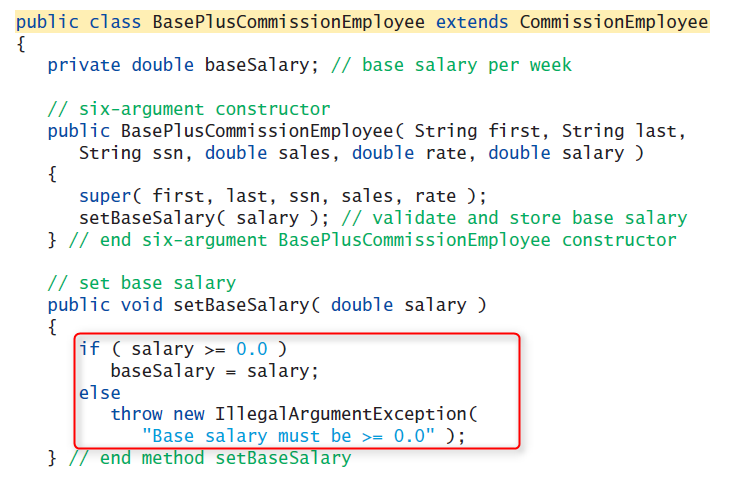 public class BasePlusCommissionEmployee extends CommissionEmployee
{
private double baseSalary; // base salary per week
// six-argument constructor
public BasePlusCommissionEmployee( String first, String last,
String ssn, double sales, double rate, double salary )
{
super( first, last, ssn, sales, rate );
setBaseSalary( salary ); // validate and store base salary
} // end six-argument BasePlusCommissionEmployee constructor
// set base salary
public void setBaseSalary( double salary )
{
if ( salary >= 0.0 )
baseSalary = salary;
else
throw new IllegalArgumentException(
"Base salary must be >= 0.0" );
} // end method setBaseSalary